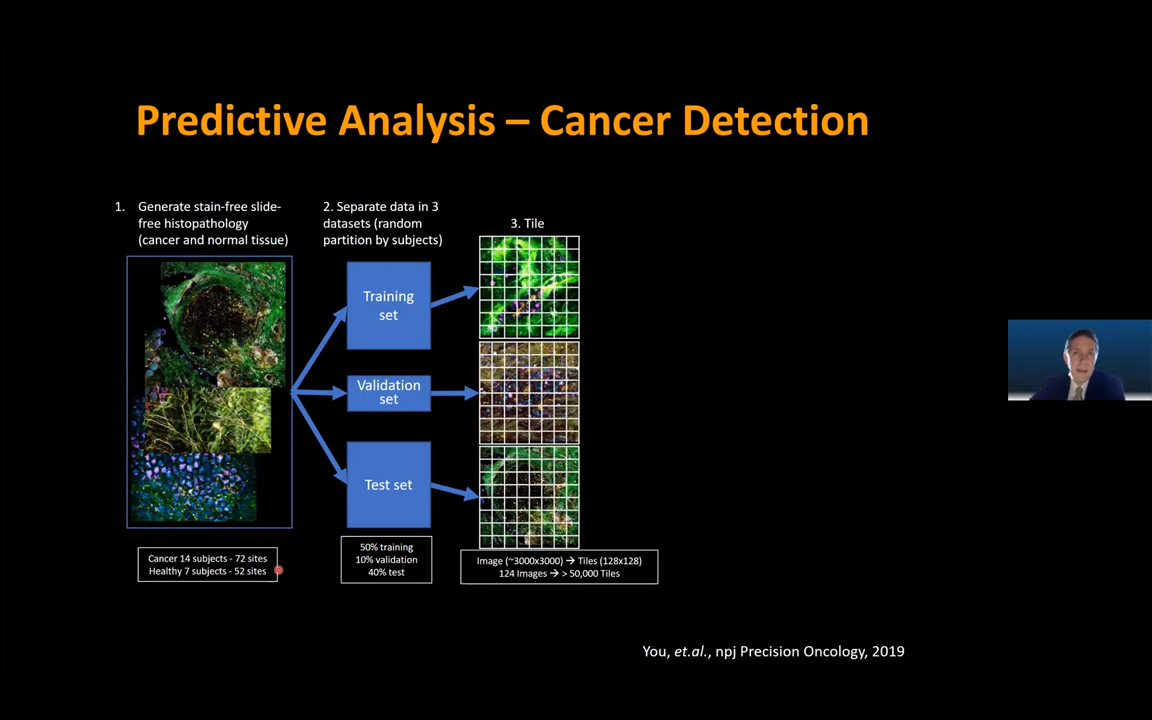 Predictive Analysis – Cancer Detection
1. Generate stain-free slide-
free histopathology
(cancer and normal tissue)
2. Separate data in 3
datasets (random
partition by subjects)
3. Tile
Training
set
Validation
set
Test set
Cancer 14 subjects - 72 sites
Healthy 7 subjects - 52 sites
50% training
10% validation
40% test
Image (~3000x3000) → Tiles (128x128)
124 Images → > 50,000 Tiles
You, et.al., npj Precision Oncology, 2019